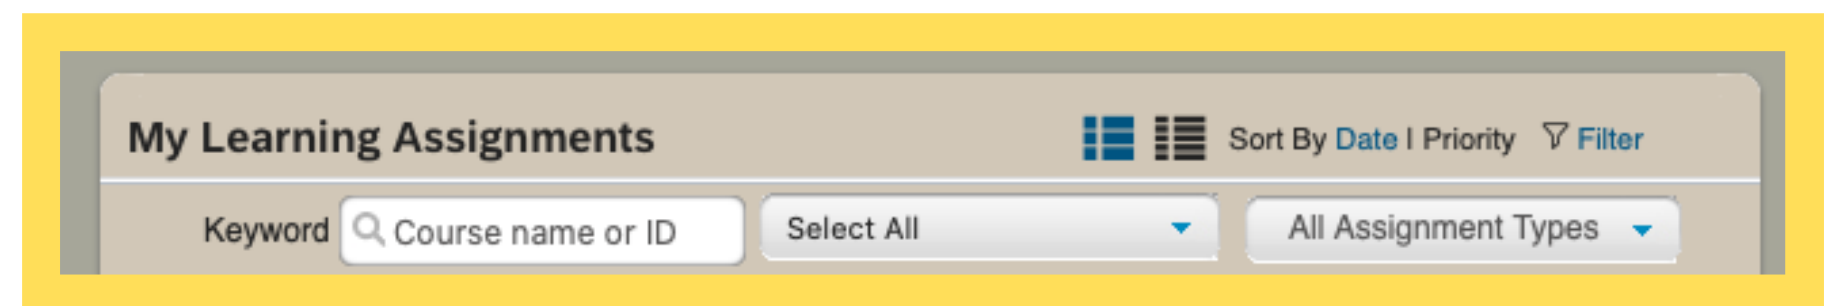 My Learning Assignments Sort By Date | Priority Filter
Keyword Course name or ID Select All All Assignment Types